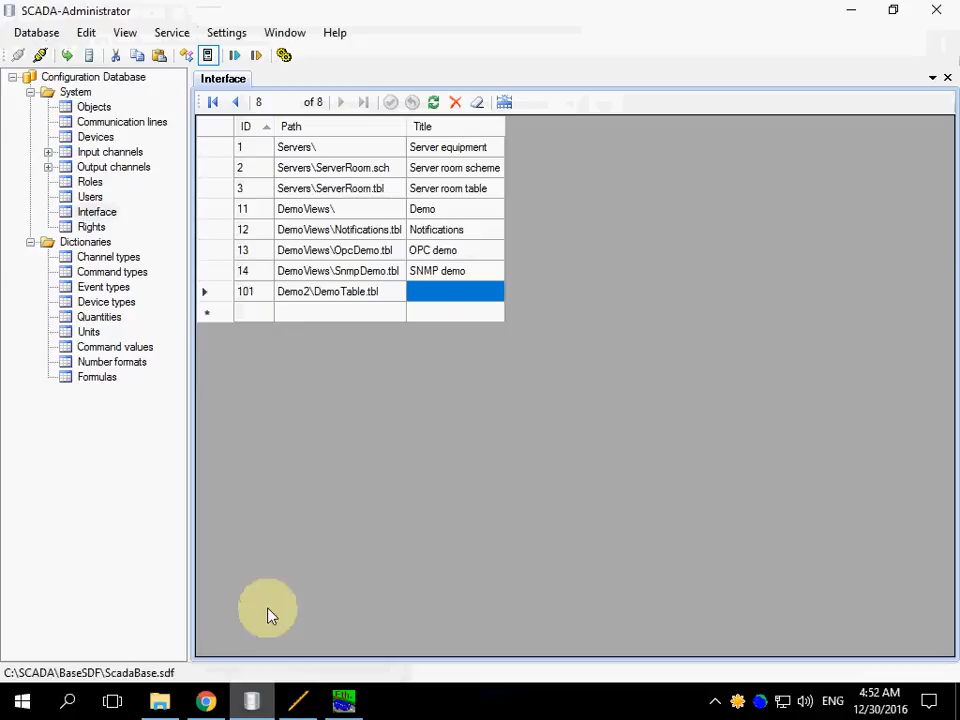 SCADA-Administrator
Database Edit View Service Settings Window Help
Configuration Database
System
Objects
Communication lines
Devices
Input channels
Output channels
Roles
Users
Interface
Rights
Dictionaries
Channel types
Command types
Event types
Device types
Quantities
Units
Command values
Number formats
Formulas
Interface
8 of 8
ID Path Title
1 Servers\ Server equipment
2 Servers\ServerRoom.sch Server room scheme
3 Servers\ServerRoom.tbl Server room table
11 DemoViews\ Demo
12 DemoViews\Notifications.tbl Notifications
13 DemoViews\OpcDemo.tbl OPC demo
14 DemoViews\SnmpDemo.tbl SNMP demo
101 Demo2\DemoTable.tbl
C:\SCADA\BaseSDF\ScadaBase.sdf
ENG
4:52 AM
12/30/2016